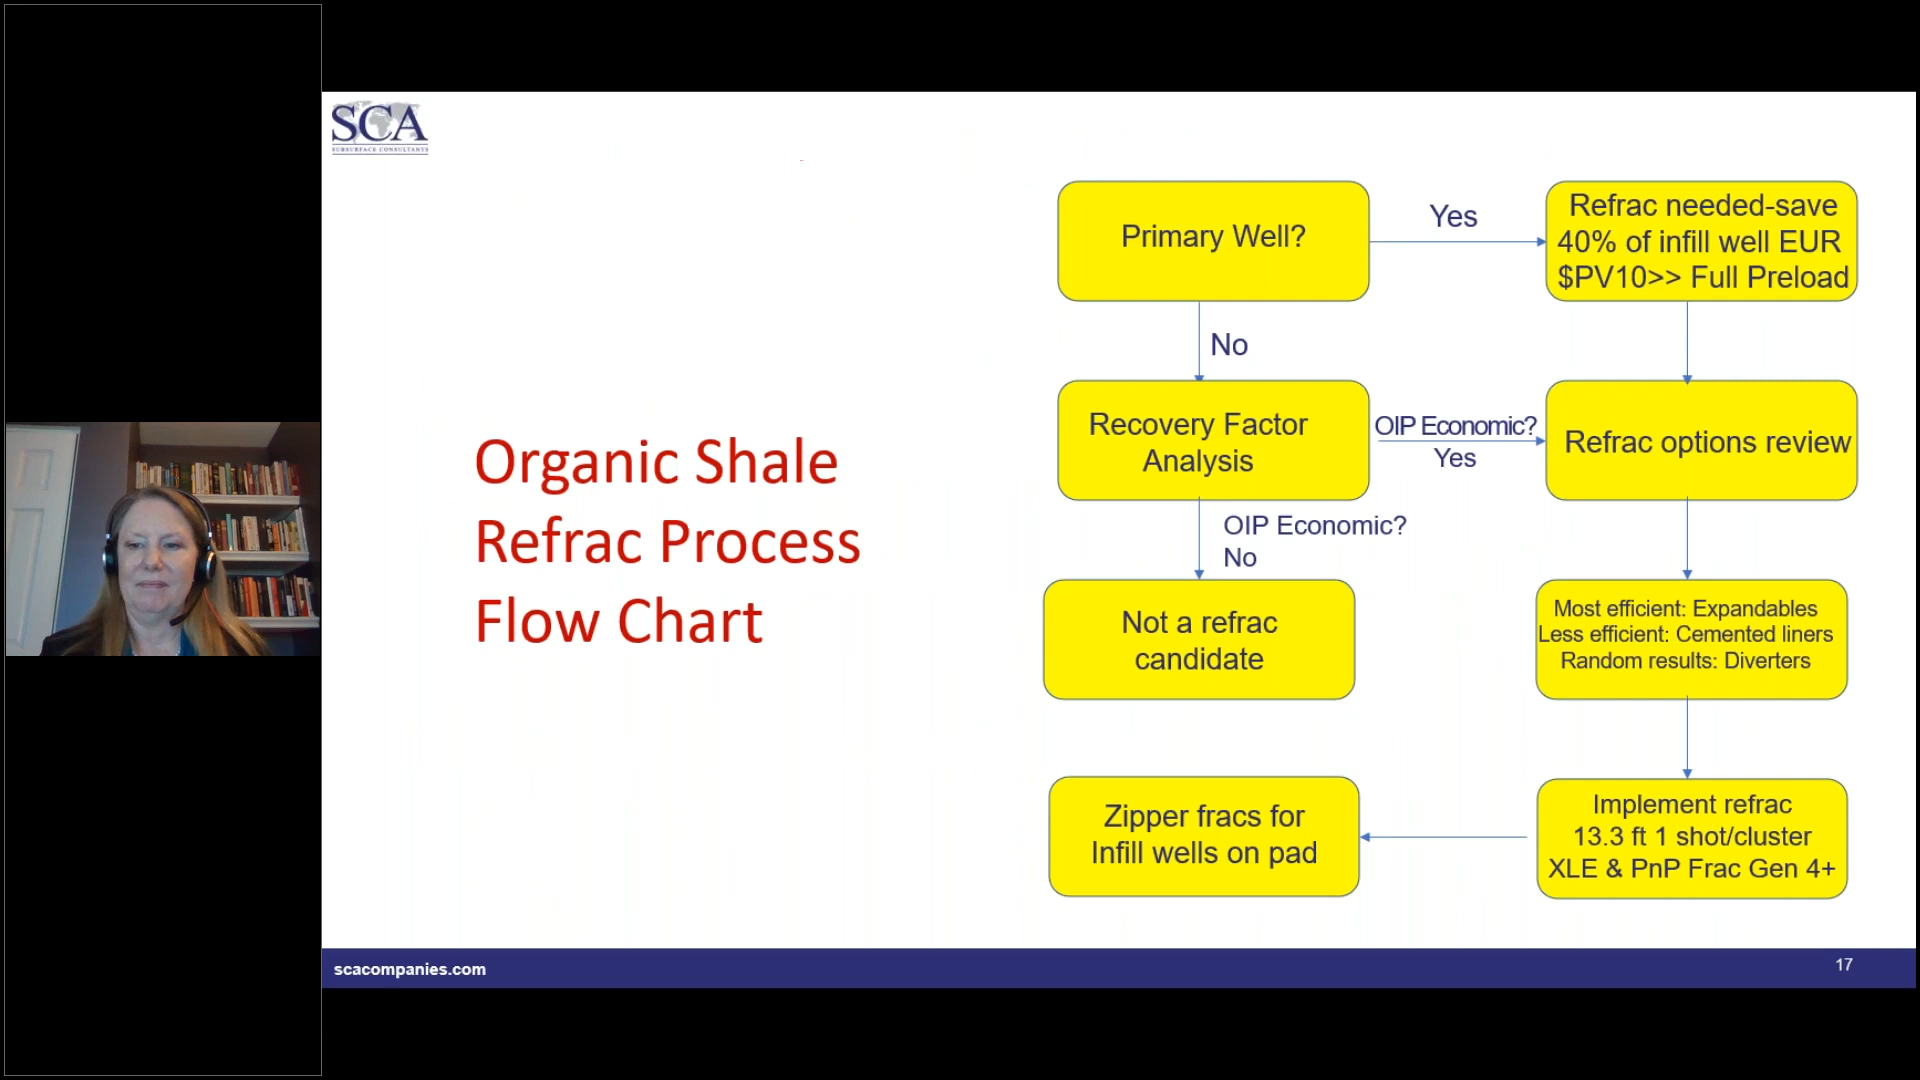 SCA
SUBSURFACE CONSULTANTS
Organic Shale
Refrac Process
Flow Chart
Primary Well?
Yes
Refrac needed-save
40% of infill well EUR
$PV10>> Full Preload
No
Recovery Factor
Analysis
OIP Economic?
Yes
Refrac options review
OIP Economic?
No
Not a refrac
candidate
Most efficient: Expandables
Less efficient: Cemented liners
Random results: Diverters
Zipper fracs for
Infill wells on pad
Implement refrac
13.3 ft 1 shot/cluster
XLE & PnP Frac Gen 4+
scacompanies.com
17